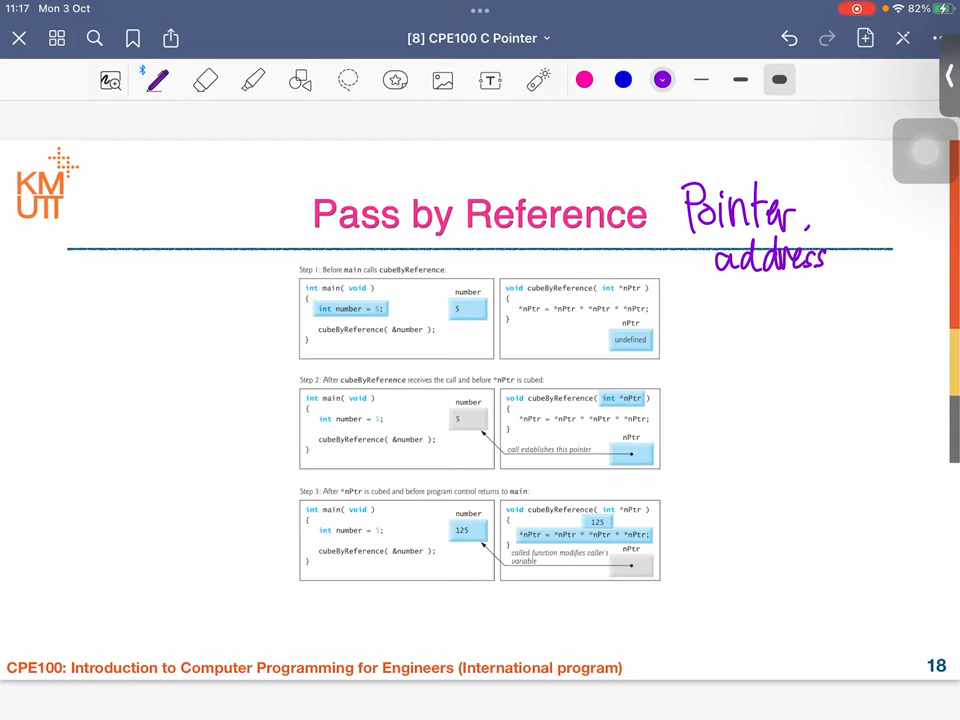 11:17 Mon 3 Oct
82%
[8] CPE100 C Pointer
T
KM
UTT
Pass by Reference
Pointer,
address
Step 1: Before main calls cubeByReference:
int main( void )
{
int number = 5;
cubeByReference( &number );
}
number
5
void cubeByReference( int *nPtr )
{
*nPtr = *nPtr * *nPtr * *nPtr;
}
nPtr
undefined
Step 2: After cubeByReference receives the call and before *nPtr is cubed:
int main( void )
{
int number = 5;
cubeByReference( &number );
}
number
5
void cubeByReference( int *nPtr )
{
*nPtr = *nPtr * *nPtr * *nPtr;
}
nPtr
call establishes this pointer
Step 3: After *nPtr is cubed and before program control returns to main:
int main( void )
{
int number = 5;
cubeByReference( &number );
}
number
125
void cubeByReference( int *nPtr )
{
125
*nPtr = *nPtr * *nPtr * *nPtr;
}
called function modifies caller's
variable
nPtr
CPE100: Introduction to Computer Programming for Engineers (International program)
18